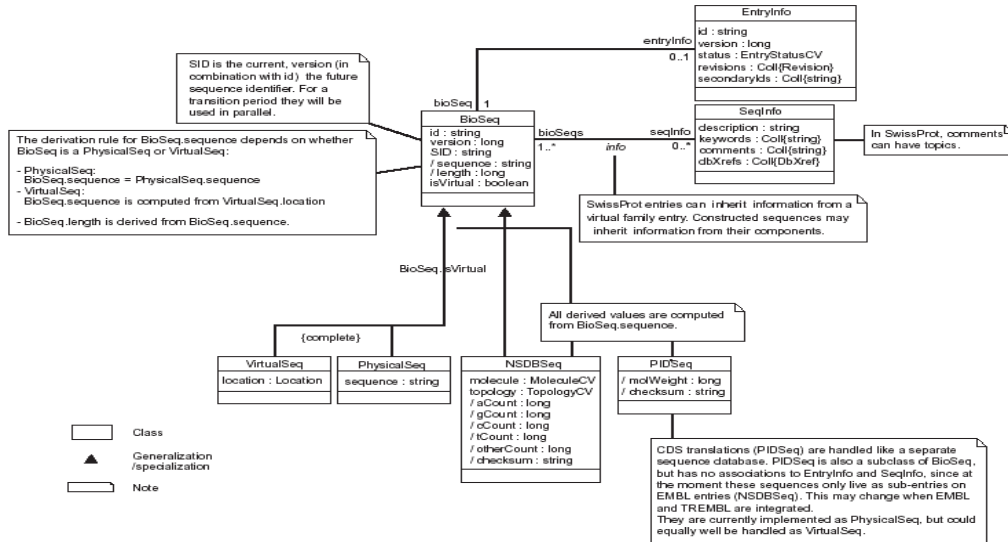 EntryInfo
id : string
version : long
status : EntryStatusCV
revisions : Coll{Revision}
secondaryIds : Coll{string}
entryInfo
0..1
SID is the current, version (in
combination with id) the future
sequence identifier. For a
transition period they will be
used in parallel.
bioSeq
1
BioSeq
id : string
version : long
SID : string
/ sequence : string
/ length : long
isVirtual : boolean
bioSeqs
1..*
info
seqInfo
0..*
SeqInfo
description : string
keywords : Coll{string}
comments : Coll{string}
dbXrefs : Coll{DbXref}
In SwissProt, comments
can have topics.
The derivation rule for BioSeq.sequence depends on whether
BioSeq is a PhysicalSeq or VirtualSeq:
- PhysicalSeq:
BioSeq.sequence = PhysicalSeq.sequence
- VirtualSeq:
BioSeq.sequence is computed from VirtualSeq.location
- BioSeq.length is derived from BioSeq.sequence.
SwissProt entries can inherit information from a
virtual family entry. Constructed sequences may
inherit information from their components.
BioSeq.isVirtual
All derived values are computed
from BioSeq.sequence.
{complete}
VirtualSeq
location : Location
PhysicalSeq
sequence : string
NSDBSeq
molecule : MoleculeCV
topology : TopologyCV
/ aCount : long
/ gCount : long
/ cCount : long
/ tCount : long
/ otherCount : long
/ checksum : string
PIDSeq
/ molWeight : long
/ checksum : string
Class
Generalization
/specialization
Note
CDS translations (PIDSeq) are handled like a separate
sequence database. PIDSeq is also a subclass of BioSeq,
but has no associations to EntryInfo and SeqInfo, since at
the moment these sequences only live as sub-entries on
EMBL entries (NSDBSeq). This may change when EMBL
and TREMBL are integrated.
They are currently implemented as PhysicalSeq, but could
equally well be handled as VirtualSeq.